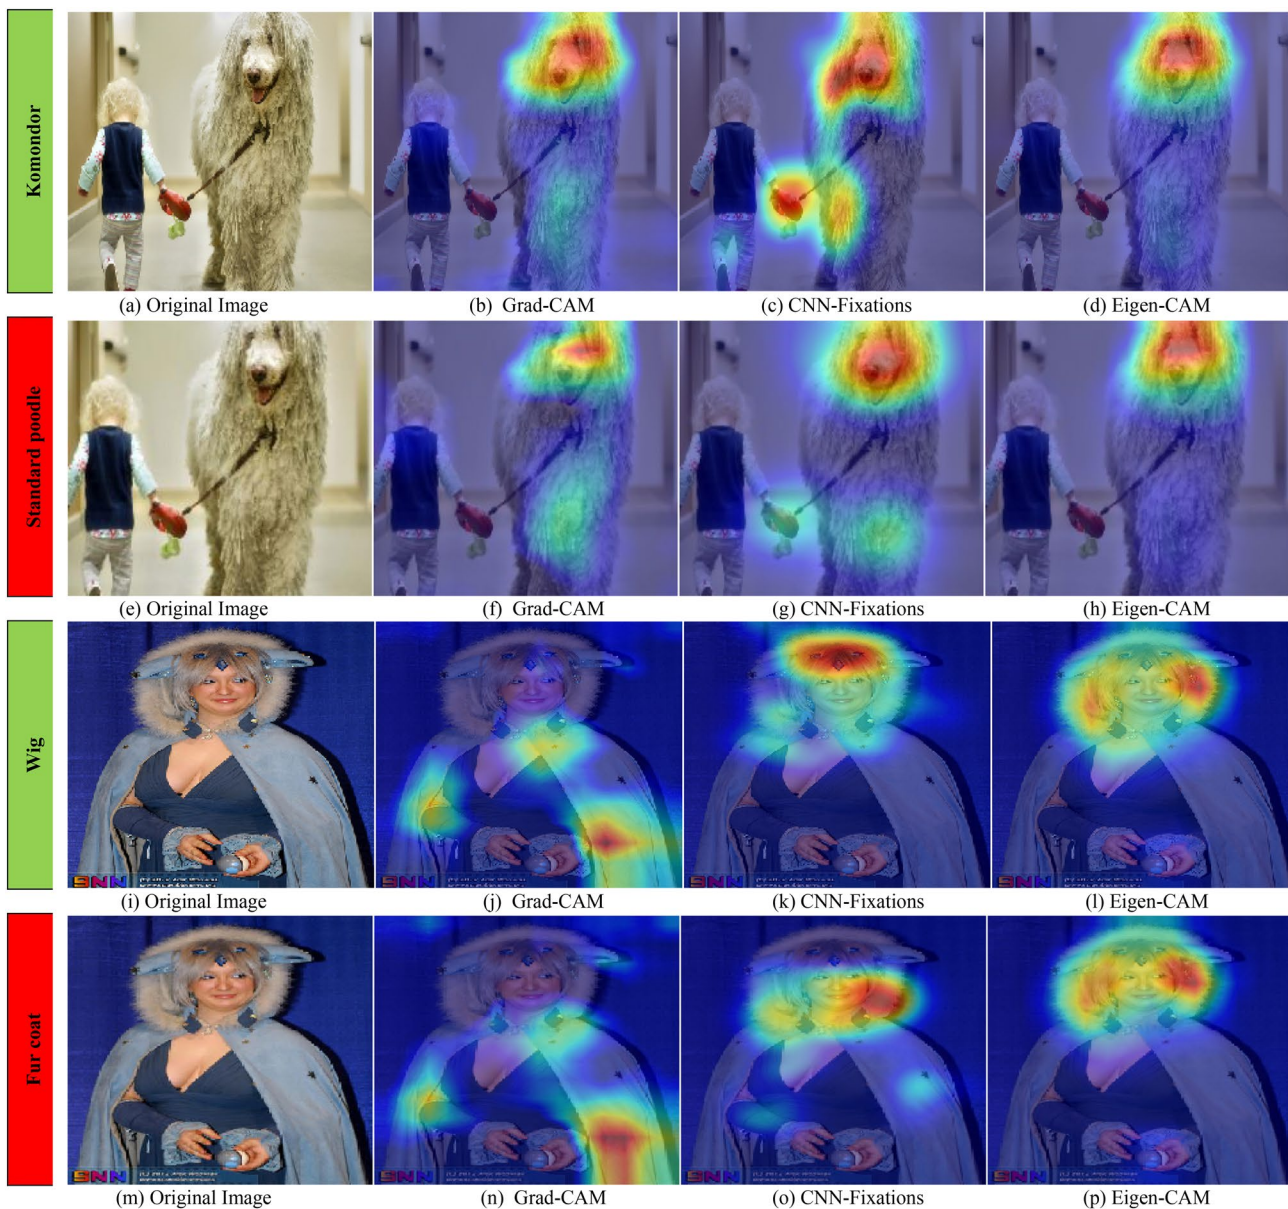 Komondor
(a) Original Image
(b) Grad-CAM
(c) CNN-Fixations
(d) Eigen-CAM
Standard poodle
(e) Original Image
(f) Grad-CAM
(g) CNN-Fixations
(h) Eigen-CAM
Wig
SNN
(i) Original Image
(j) Grad-CAM
(k) CNN-Fixations
(l) Eigen-CAM
Fur coat
SNN
(m) Original Image
(n) Grad-CAM
(o) CNN-Fixations
(p) Eigen-CAM